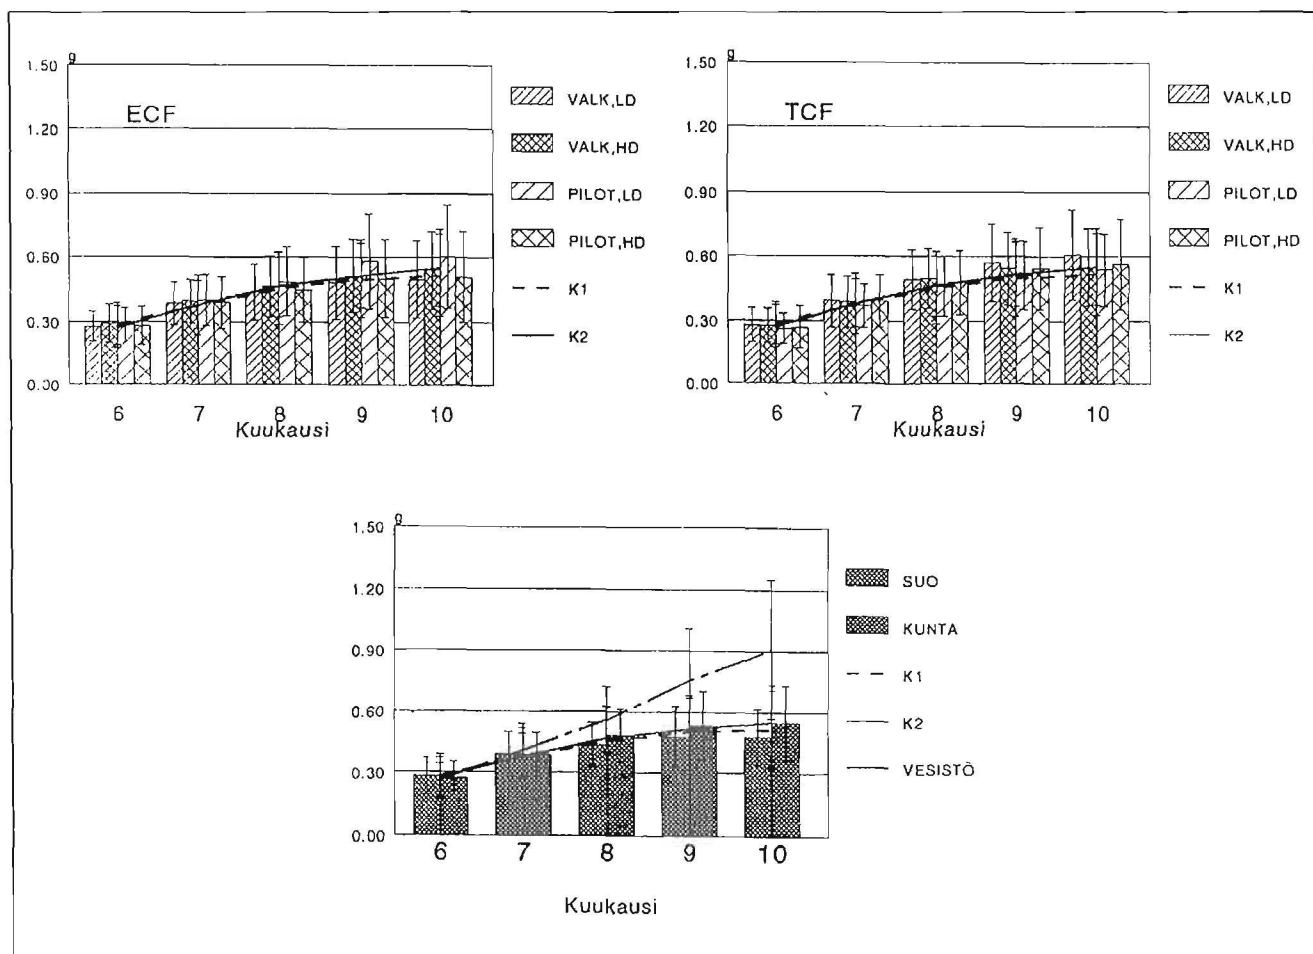 g
1.50
1.20
0.90
0.60
0.30
0.00
ECF
6 7 8 9 10
Kuukausi
VALK,LD
VALK,HD
PILOT,LD
PILOT,HD
K1
K2
g
1.50
1.20
0.90
0.60
0.30
0.00
TCF
6 7 8 9 10
Kuukausi
VALK,LD
VALK,HD
PILOT,LD
PILOT,HD
K1
K2
g
1.50
1.20
0.90
0.60
0.30
0.00
6 7 8 9 10
Kuukausi
SUO
KUNTA
K1
K2
VESISTÖ